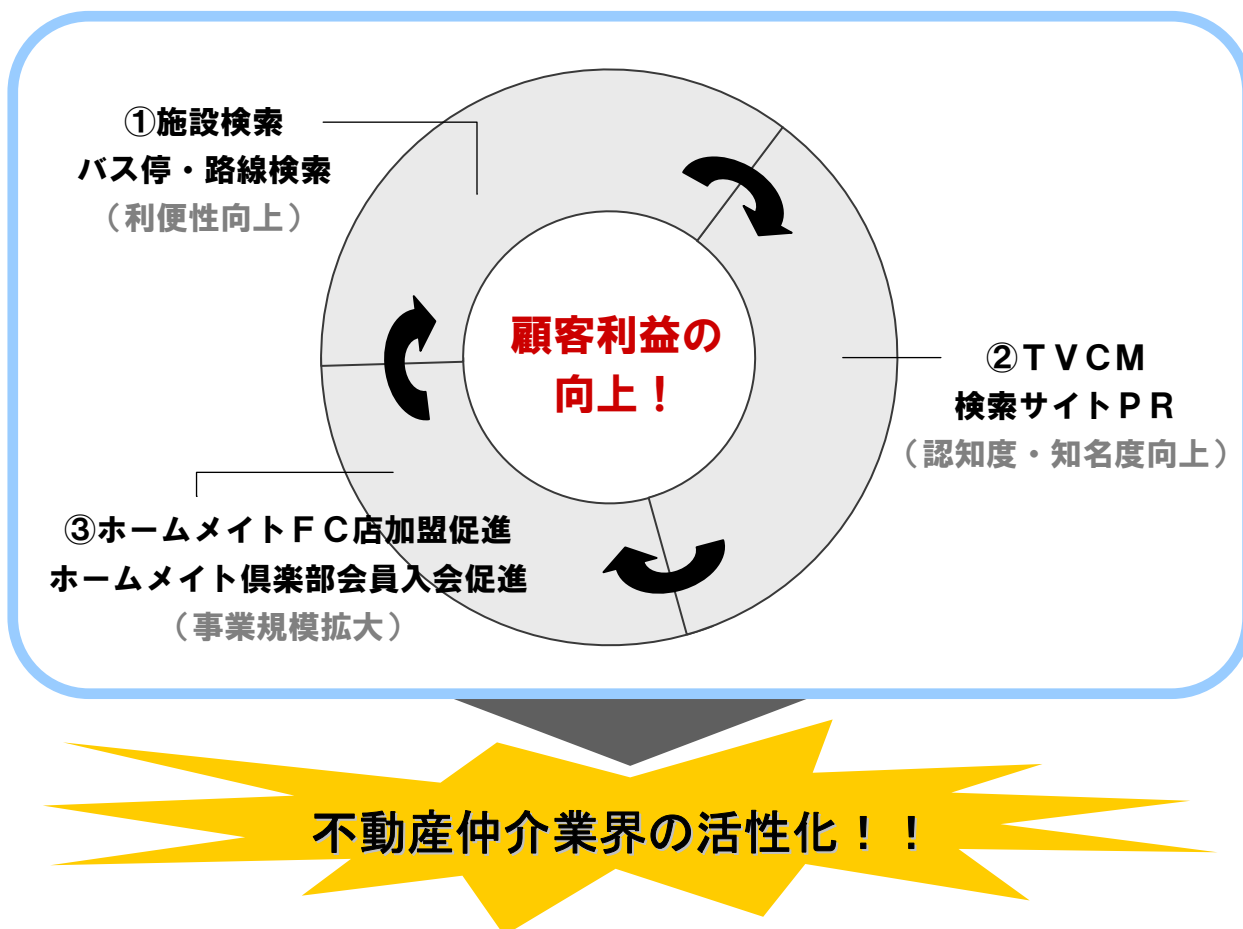 ①施設検索
バス停・路線検索
（利便性向上）
顧客利益の
向上！
②ＴＶＣＭ
検索サイトＰＲ
（認知度・知名度向上）
③ホームメイトＦＣ店加盟促進
ホームメイト倶楽部会員入会促進
（事業規模拡大）
不動産仲介業界の活性化！！